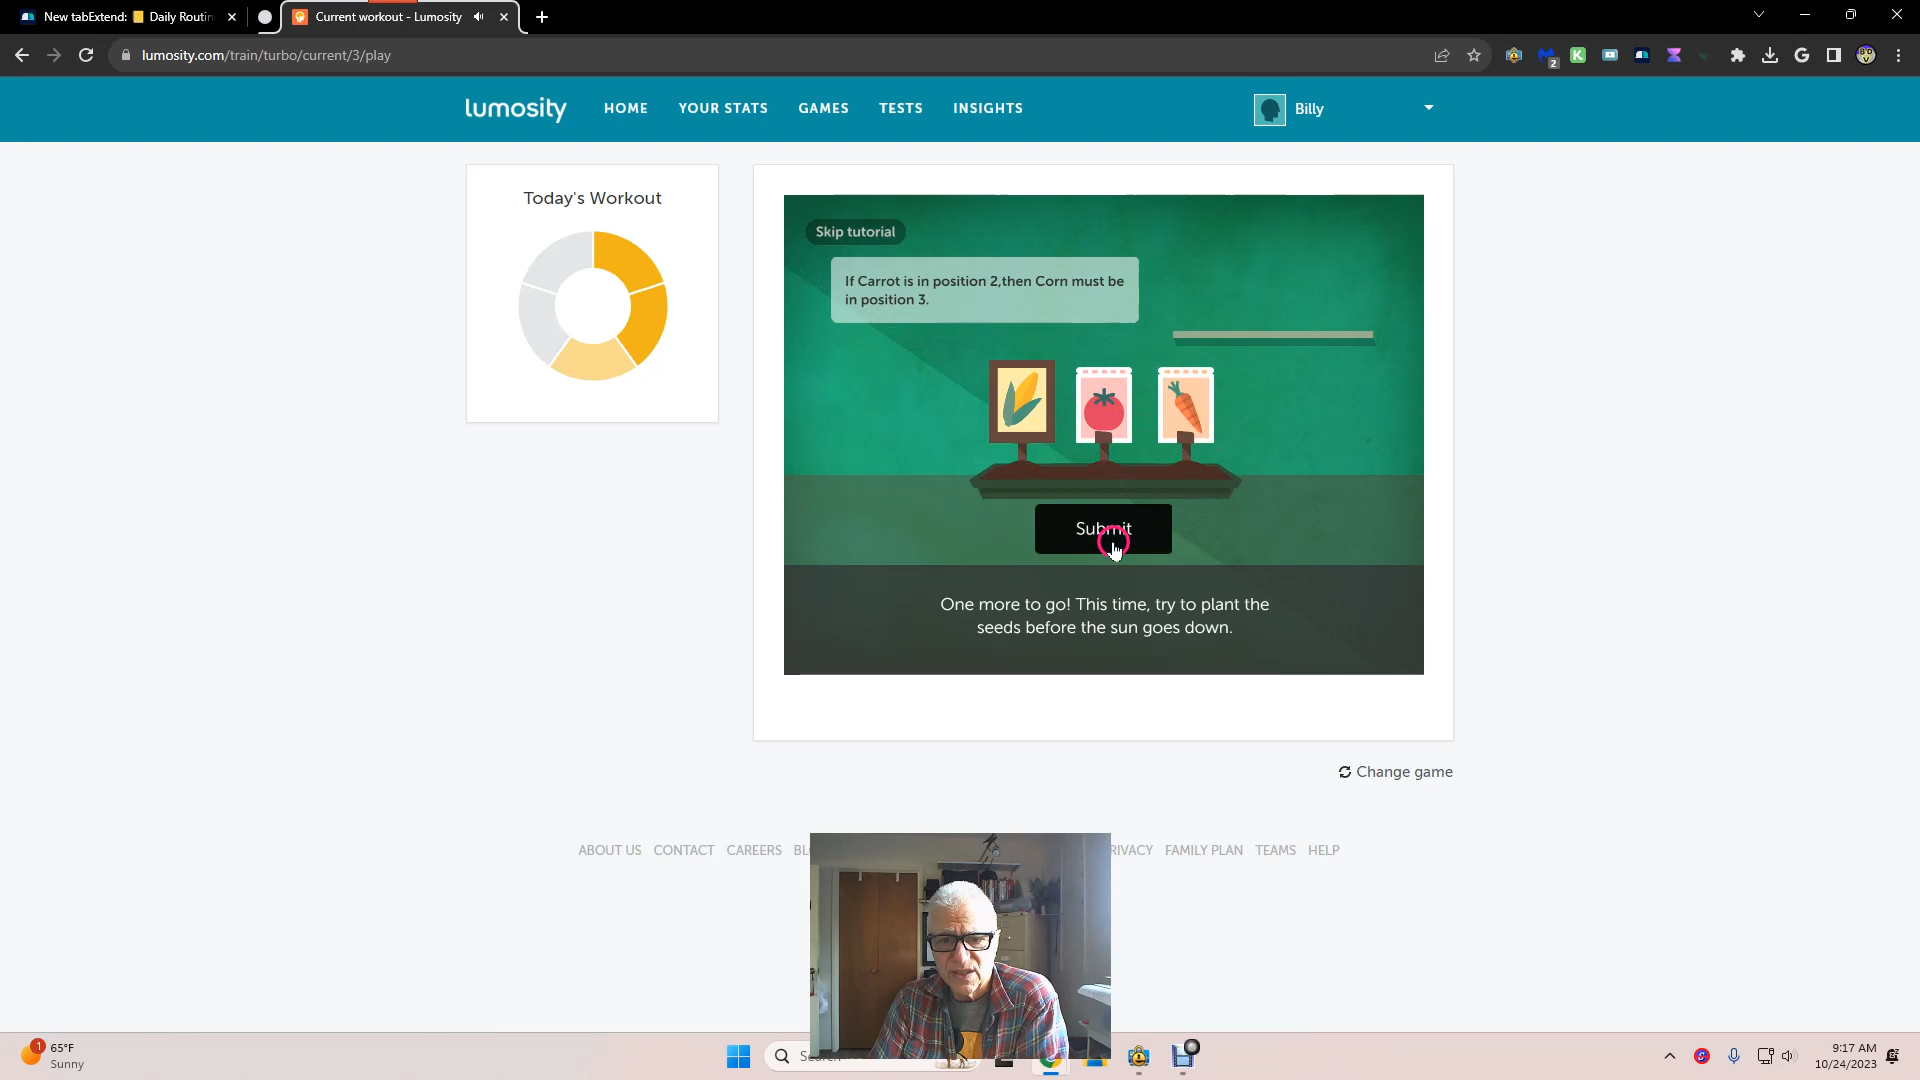 New tabExtend: Daily Routin
Current workout - Lumosity
lumosity.com/train/turbo/current/3/play
2
lumosity
HOME
YOUR STATS
GAMES
TESTS
INSIGHTS
Billy
Today's Workout
Skip tutorial
If Carrot is in position 2,then Corn must be
in position 3.
Submit
One more to go! This time, try to plant the
seeds before the sun goes down.
Change game
ABOUT US
CONTACT
CAREERS
FAMILY PLAN
TEAMS
HELP
1
65°F
Sunny
9:17 AM
10/24/2023